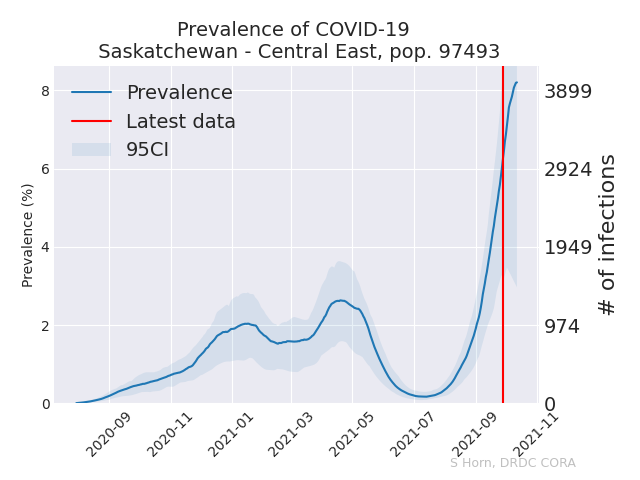 Prevalence of COVID-19
Saskatchewan - Central East, pop. 97493
Prevalence
Latest data
95CI
Prevalence (%)
8
6
4
2
0
3899
2924
1949
974
0
# of infections
2020-09
2020-11
2021-01
2021-03
2021-05
2021-07
2021-09
2021-11
S Horn, DRDC CORA